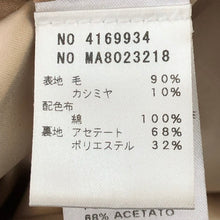 NO 4169934
NO MA8023218
表地 毛 90%
カシミヤ 10%
配色布
綿 100%
裏地 アセテート 68%
ポリエステル 32%
68% ACETATO